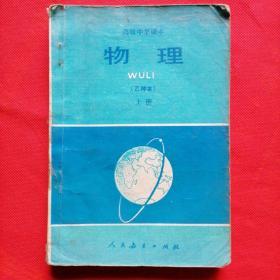 高级中学课本
物理
WULI
（乙种本）
上册
人民教育出版社